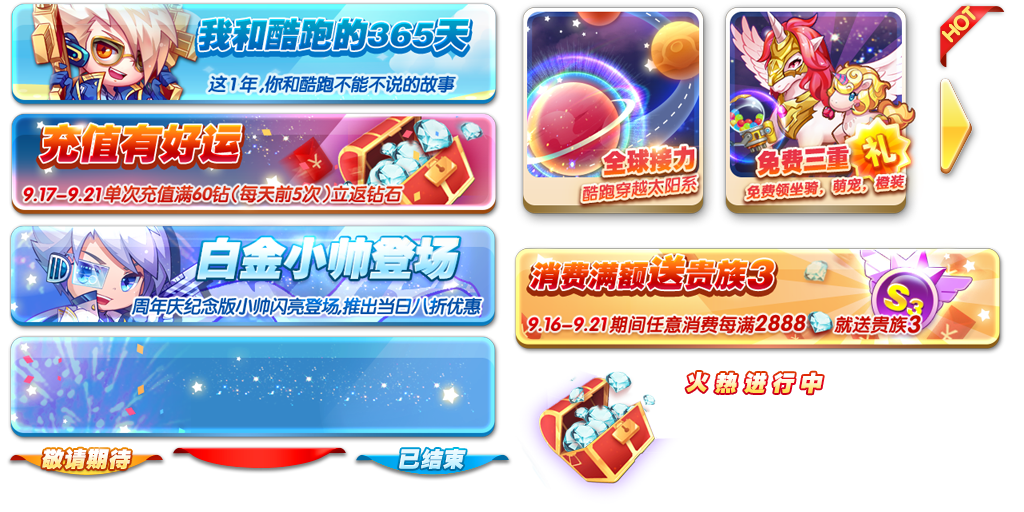 我和酷跑的365天
这1年,你和酷跑不能不说的故事
充值有好运
9.17-9.21单次充值满60钻(每天前5次)立返钻石
白金小帅登场
周年庆纪念版小帅闪亮登场,推出当日八折优惠
敬请期待
已结束
全球接力
酷跑穿越太阳系
免费三重
礼
免费领坐骑，萌宠，橙装
HOT
消费满额送贵族3
S3
9.16-9.21期间任意消费每满2888 就送贵族3
火热进行中